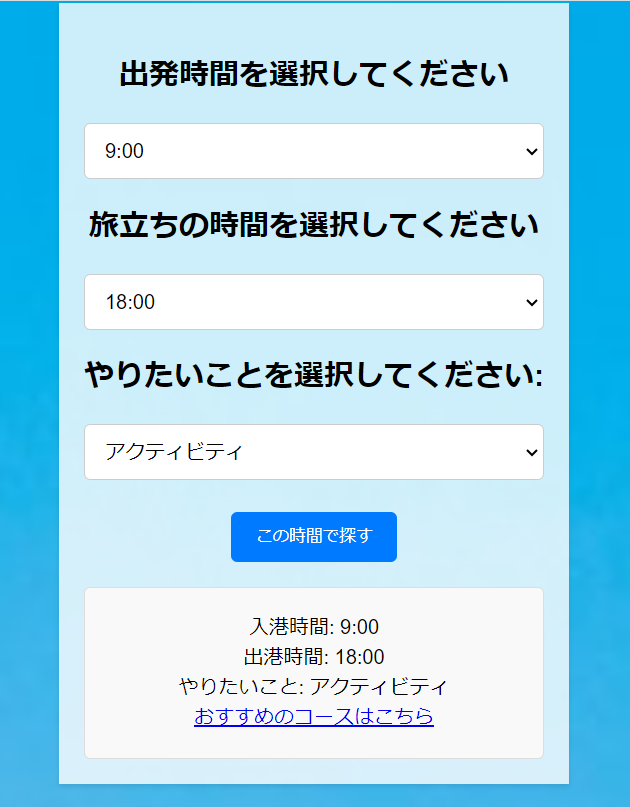 出発時間を選択してください
9:00
旅立ちの時間を選択してください
18:00
やりたいことを選択してください:
アクティビティ
この時間で探す
入港時間: 9:00
出港時間: 18:00
やりたいこと: アクティビティ
おすすめのコースはこちら